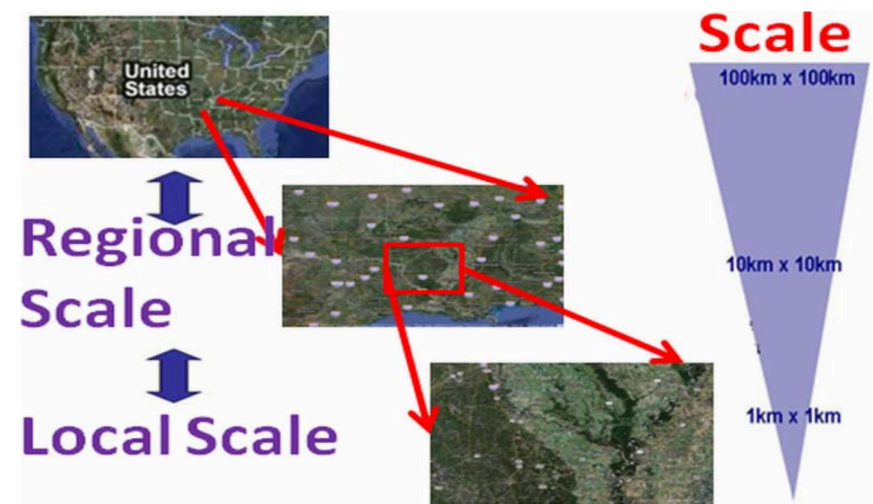 Scale
100km x 100km
United
States
Regional
Scale
10km x 10km
1km x 1km
Local Scale